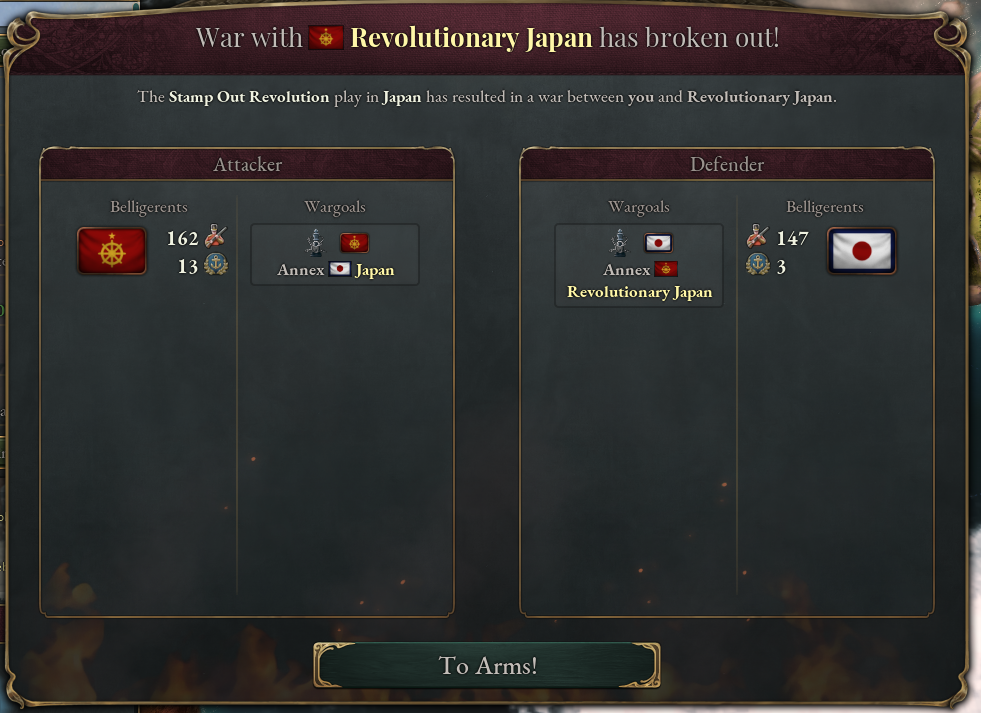 War with Revolutionary Japan has broken out!
The Stamp Out Revolution play in Japan has resulted in a war between you and Revolutionary Japan.
Attacker
Belligerents
Wargoals
162
13
Annex Japan
Defender
Wargoals
Belligerents
Annex
Revolutionary Japan
147
3
To Arms!